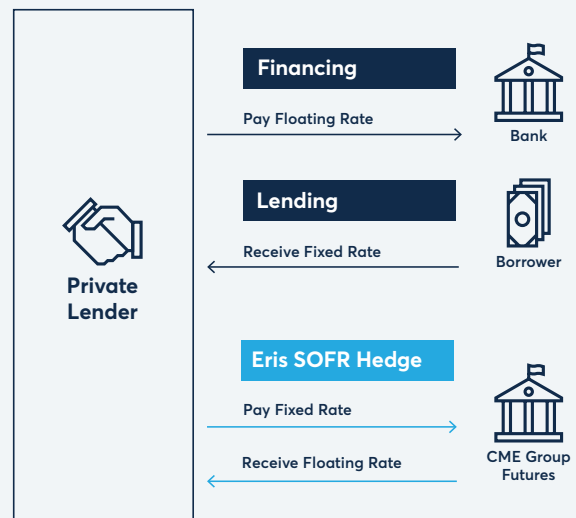 Financing
Pay Floating Rate
Bank
Lending
Receive Fixed Rate
Borrower
Private
Lender
Eris SOFR Hedge
Pay Fixed Rate
Receive Floating Rate
CME Group
Futures